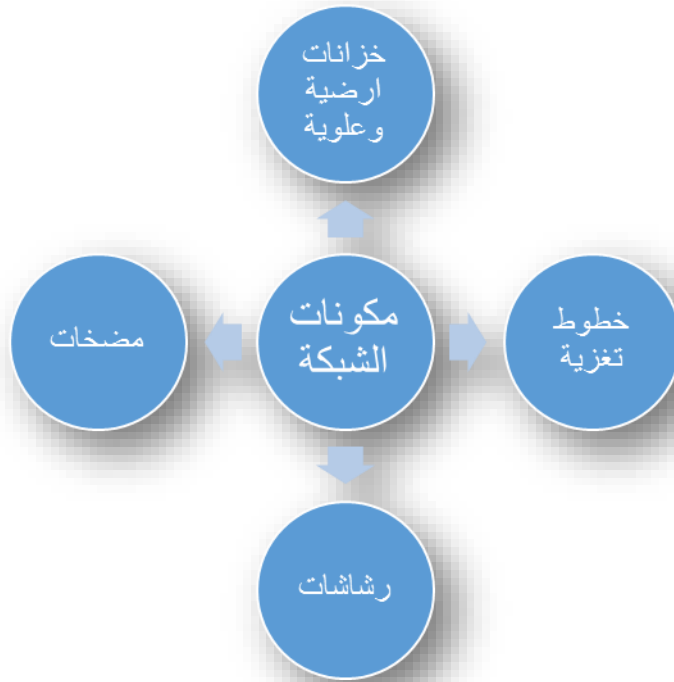 خزانات
ارضية
وعلوية
مكونات
الشبكة
خطوط
تغزية
مضخات
رشاشات